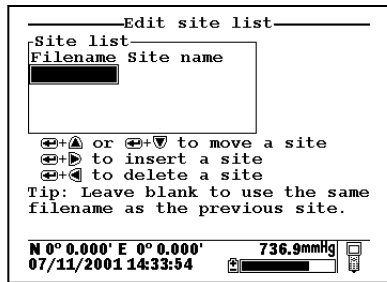 Edit site list
Site list
Filename Site name
+ or + to move a site
+ to insert a site
+ to delete a site
Tip: Leave blank to use the same
filename as the previous site.
N 0° 0.000' E 0° 0.000' 736.9mmHg
07/11/2001 14:33:54